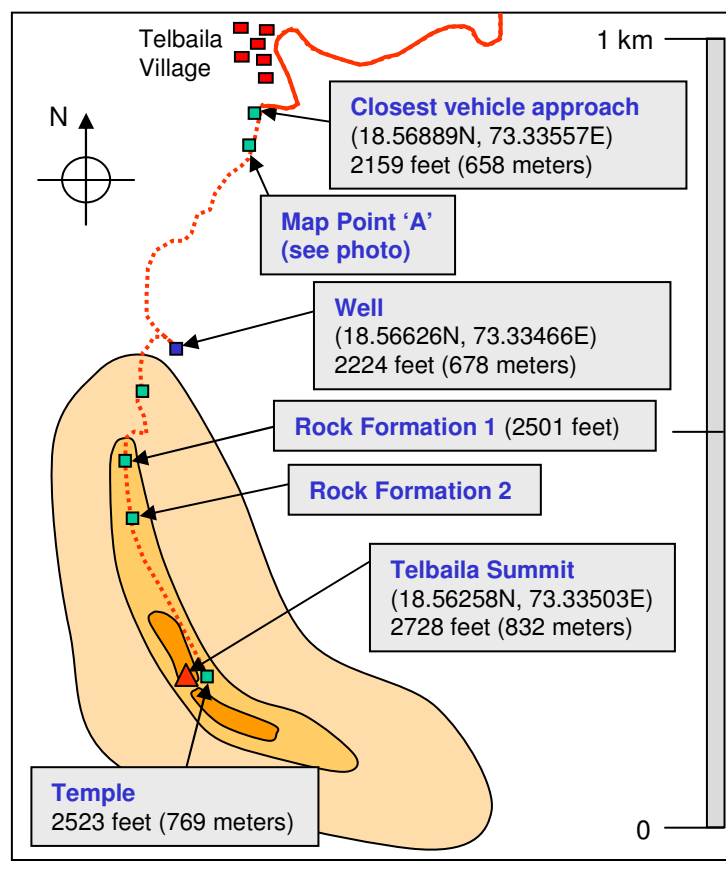 Telbaila
Village
1 km
N
Closest vehicle approach
(18.56889N, 73.33557E)
2159 feet (658 meters)
Map Point ‘A’
(see photo)
Well
(18.56626N, 73.33466E)
2224 feet (678 meters)
Rock Formation 1 (2501 feet)
Rock Formation 2
Telbaila Summit
(18.56258N, 73.33503E)
2728 feet (832 meters)
Temple
2523 feet (769 meters)
0